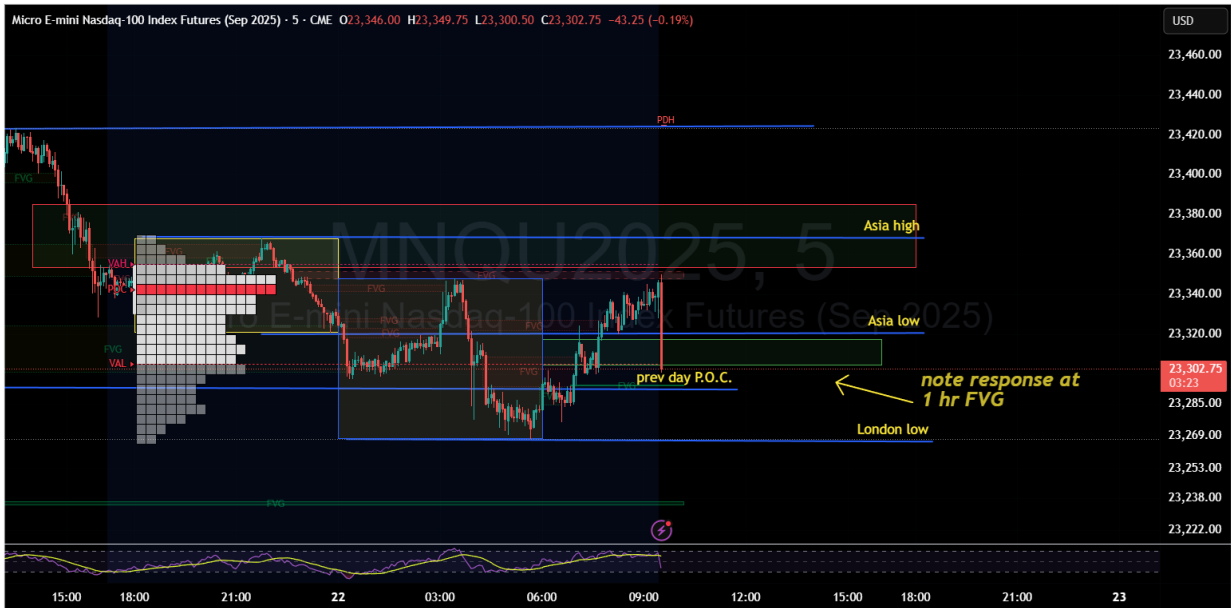 Micro E-mini Nasdaq-100 Index Futures (Sep 2025) · 5 · CME O23,346.00 H23,349.75 L23,300.50 C23,302.75 −43.25 (−0.19%)
USD
23,460.00
23,440.00
PDH
23,420.00
23,400.00
FVG
23,380.00
Asia high
MNQU2025, 5
FVG
VAH
23,360.00
FVG
POC
FVG
23,340.00
E-mini Nasdaq-100 Index Futures (Sep 2025)
FVG
FVG
Asia low
23,320.00
FVG
FVG
VAL
FVG
23,302.75
03:23
prev day P.O.C.
FVG
note response at
1 hr FVG
23,285.00
London low
23,269.00
23,253.00
FVG
23,238.00
23,222.00
15:00 18:00 21:00 22 03:00 06:00 09:00 12:00 15:00 18:00 21:00 23